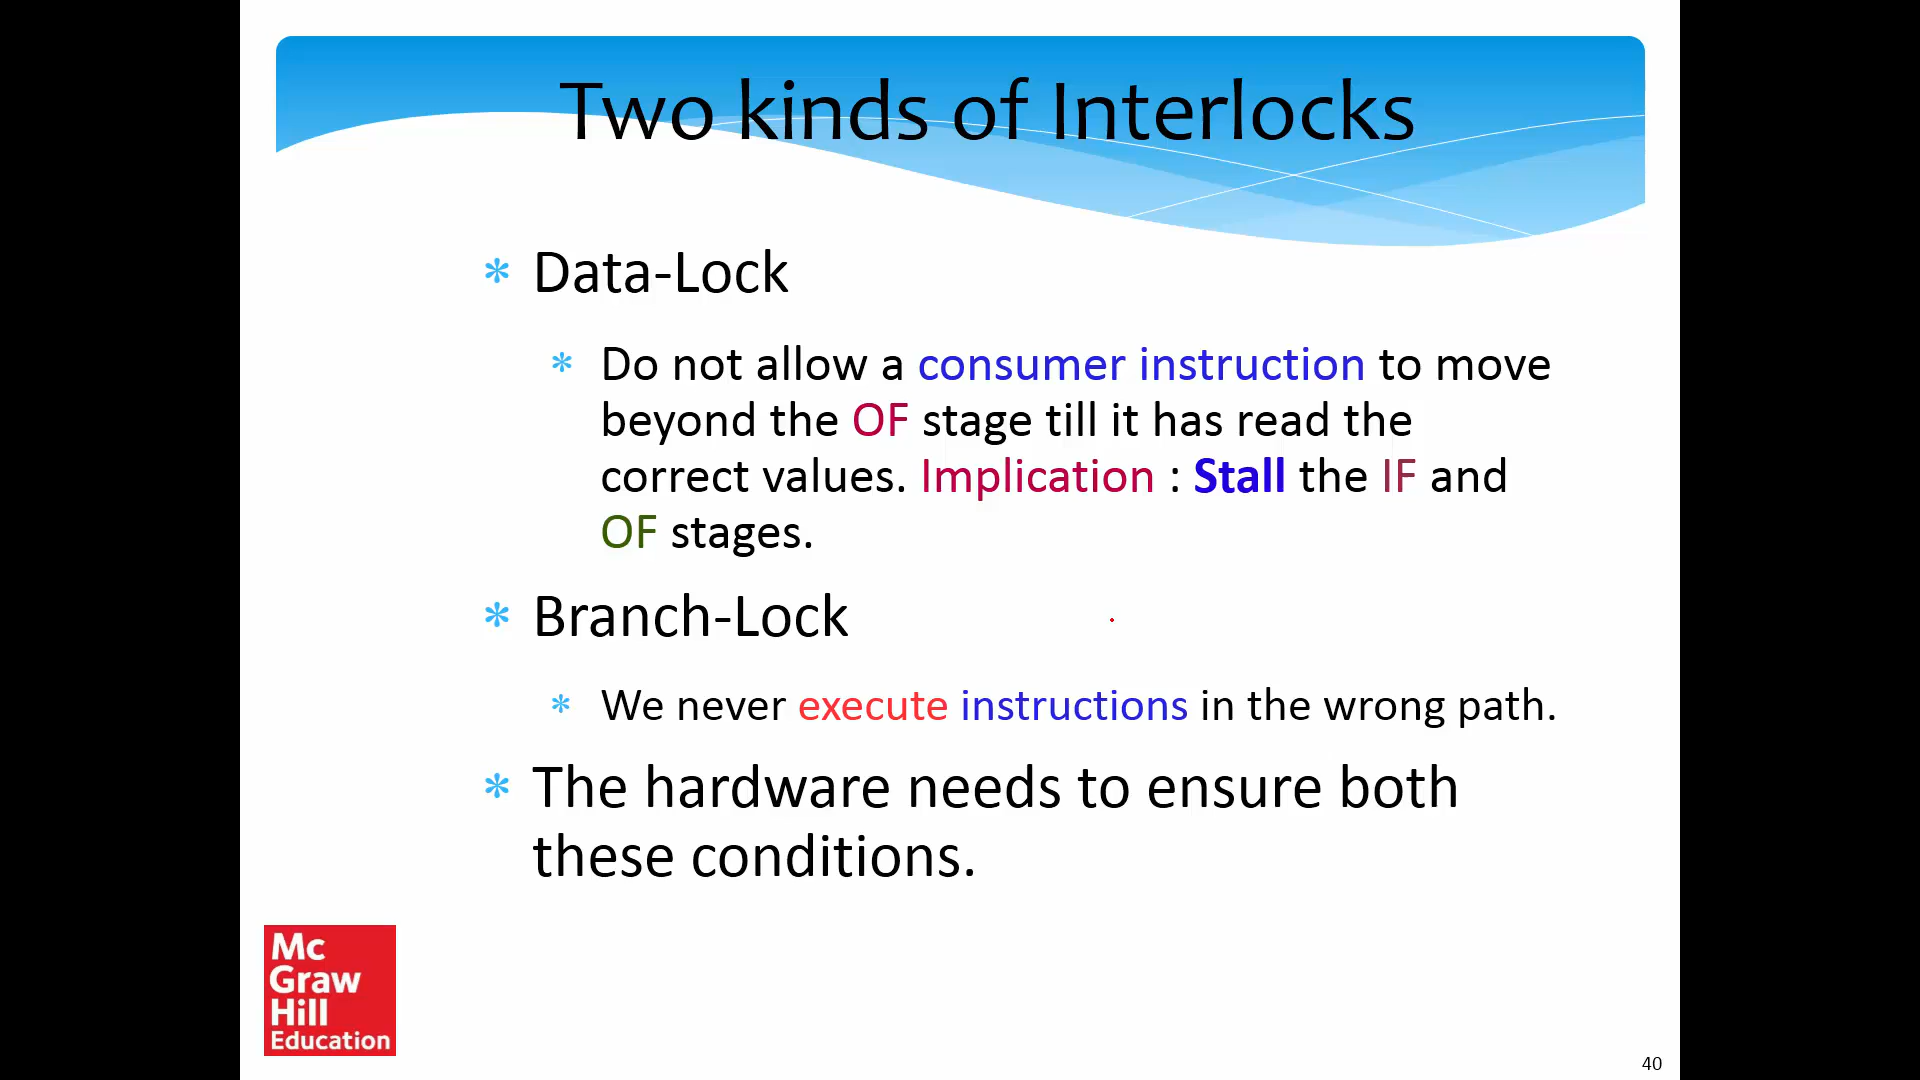 Two kinds of Interlocks
* Data-Lock
* Do not allow a consumer instruction to move
beyond the OF stage till it has read the
correct values. Implication : Stall the IF and
OF stages.
* Branch-Lock
* We never execute instructions in the wrong path.
* The hardware needs to ensure both
these conditions.
Mc
Graw
Hill
Education
40